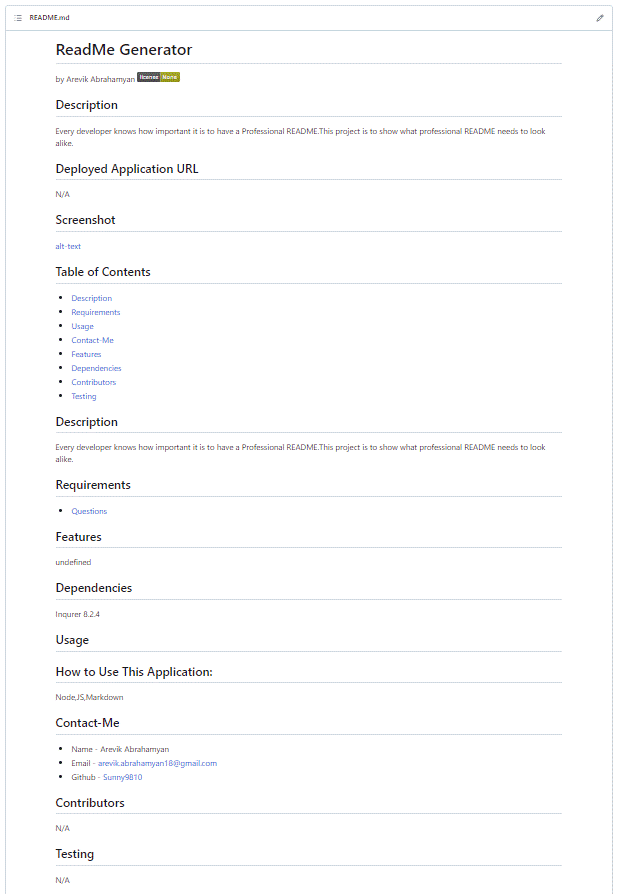 README.md
ReadMe Generator
by Arevik Abrahamyan license None
Description
Every developer knows how important it is to have a Professional README.This project is to show what professional README needs to look
alike.
Deployed Application URL
N/A
Screenshot
alt-text
Table of Contents
Description
Requirements
Usage
Contact-Me
Features
Dependencies
Contributors
Testing
Description
Every developer knows how important it is to have a Professional README.This project is to show what professional README needs to look
alike.
Requirements
Questions
Features
undefined
Dependencies
Inqurer 8.2.4
Usage
How to Use This Application:
Node,JS,Markdown
Contact-Me
Name - Arevik Abrahamyan
Email - arevik.abrahamyan18@gmail.com
Github - Sunny9810
Contributors
N/A
Testing
N/A